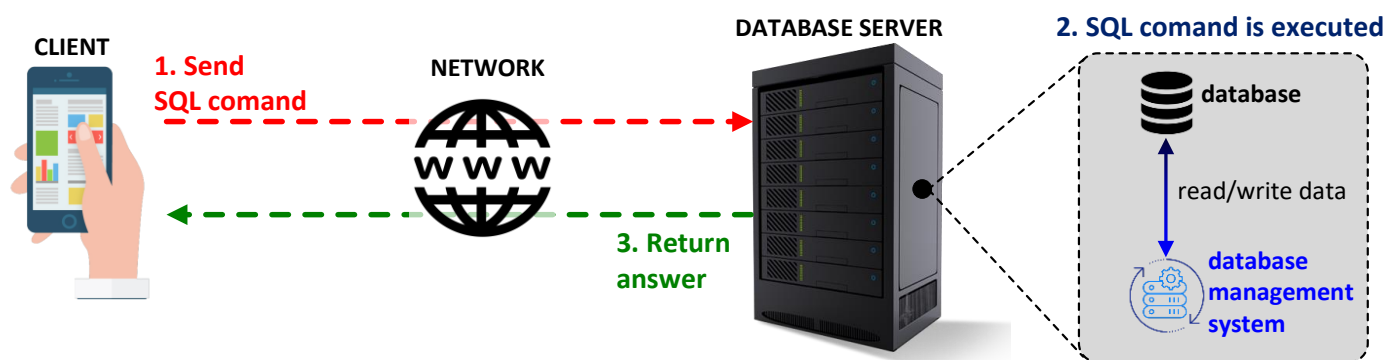 CLIENT
1. Send
SQL comand
NETWORK
WWW
DATABASE SERVER
3. Return
answer
2. SQL comand is executed
database
read/write data
database
management
system